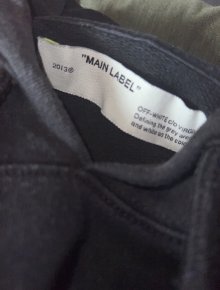 "MAIN LABEL"
2013®
OFF-WHITE c/o VIRGIL
Defining the grey area
and white as the color